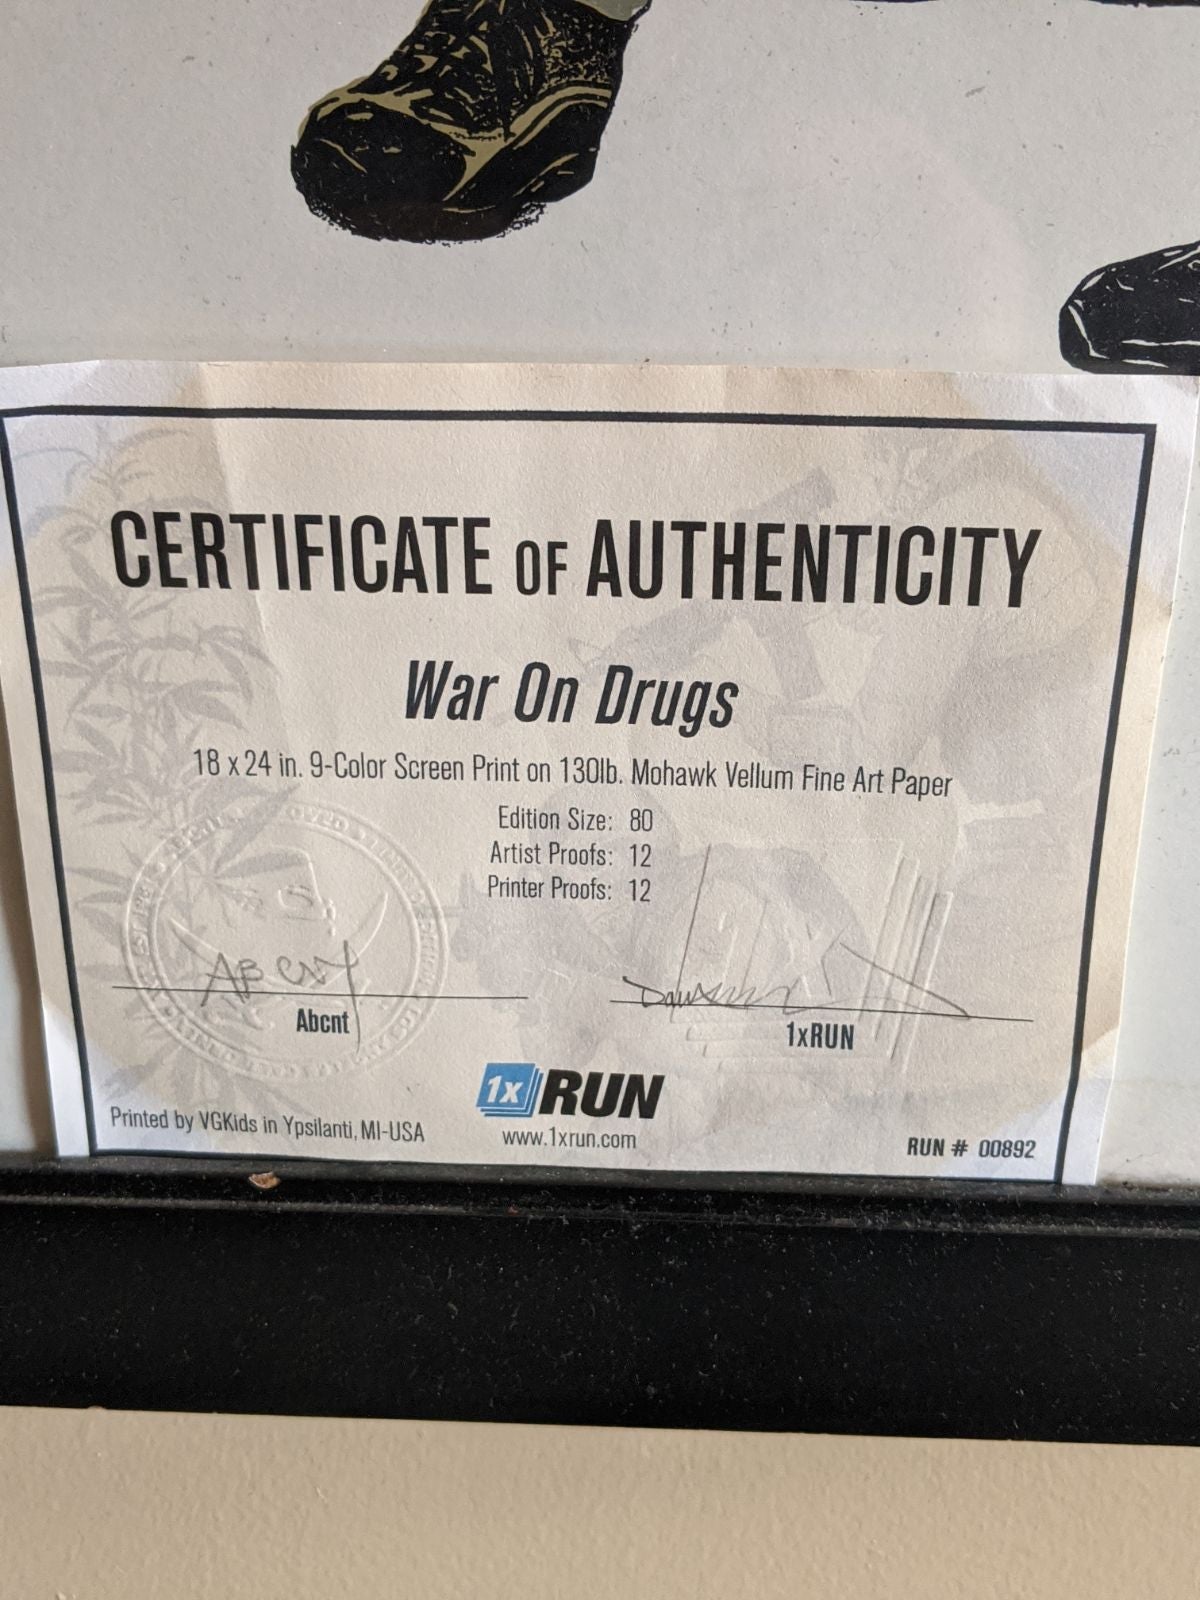 CERTIFICATE OF AUTHENTICITY
War On Drugs
18 x 24 in. 9-Color Screen Print on 130lb. Mohawk Vellum Fine Art Paper
Edition Size: 80
Artist Proofs: 12
Printer Proofs: 12
ABCNT
Abcnt
1xRUN
1x RUN
www.1xrun.com
Printed by VGKids in Ypsilanti, MI-USA
RUN # 00892